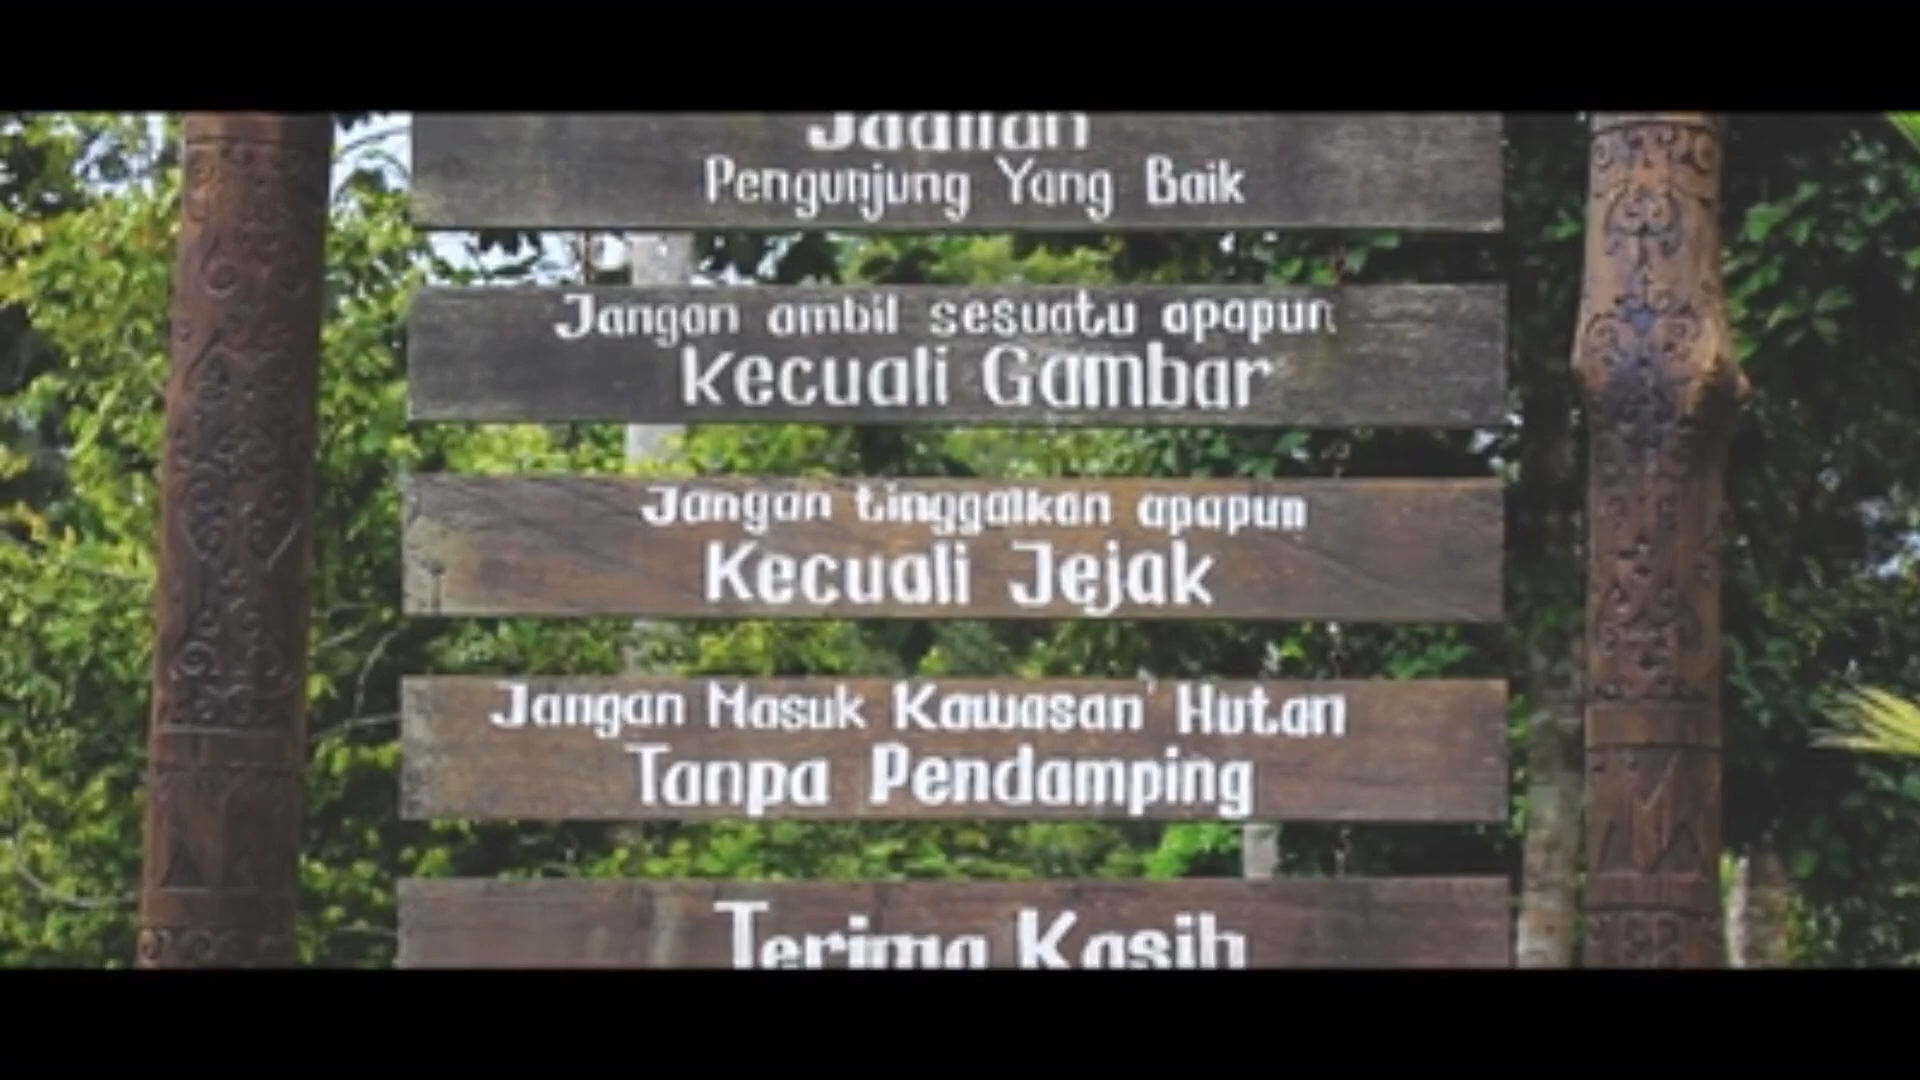 Jadilah
Pengunjung Yang Baik
Jangan ambil sesuatu apapun
Kecuali Gambar
Jangan tinggalkan apapun
Kecuali Jejak
Jangan Masuk Kawasan Hutan
Tanpa Pendamping
Terima Kasih